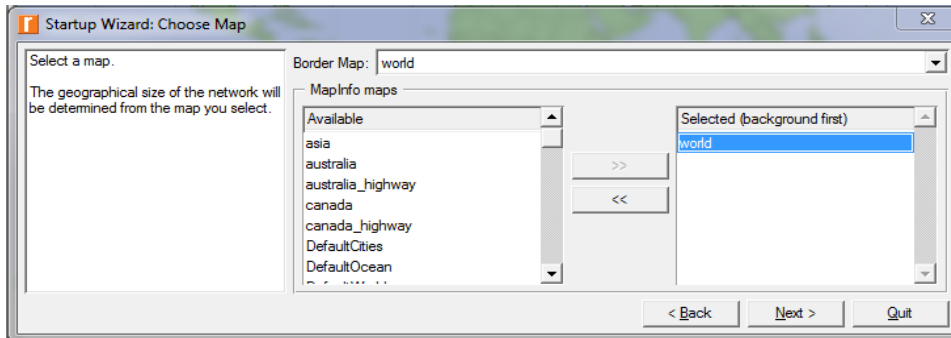 Startup Wizard: Choose Map
Select a map.
The geographical size of the network will
be determined from the map you select.
Border Map: world
MapInfo maps
Available
asia
australia
australia_highway
canada
canada_highway
DefaultCities
DefaultOcean
>>
<<
Selected (background first)
world
< Back
Next >
Quit